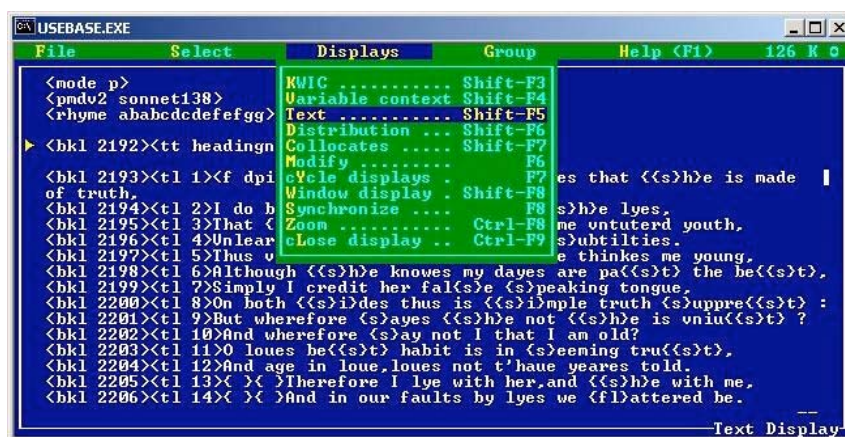 USEBASE.EXE
File Select Displays Group Help (F1) 126 K
<mode p>
<pmdv2 sonnet138>
<rhyme ababcdcdefefgg>
<bkl 2192><tt headingn
<bkl 2193><tl 1><f dpi es that {{s}h}e is made
of truth,
<bkl 2194><tl 2>I do b s}h}e lyes,
<bkl 2195><tl 3>That { me vntuterd youth,
<bkl 2196><tl 4>Vnlear s}ubtilties.
<bkl 2197><tl 5>Thus v e thinkes me young,
<bkl 2198><tl 6>Although {{s}h}e knowes my dayes are pa{{s}t} the be{{s}t},
<bkl 2199><tl 7>Simply I credit her fal{s}e {s}peaking tongue,
<bkl 2200><tl 8>On both {{s}i}des thus is {{s}i}mple truth {s}uppre{{s}t} :
<bkl 2201><tl 9>But wherefore {s}ayes {{s}h}e not {{s}h}e is vniu{{s}t} ?
<bkl 2202><tl 10>And wherefore {s}ay not I that I am old?
<bkl 2203><tl 11>O loues be{{s}t} habit is in {s}eeming tru{{s}t},
<bkl 2204><tl 12>And age in loue,loues not t'haue yeares told.
<bkl 2205><tl 13>{ }{ }Therefore I lye with her,and {{s}h}e with me,
<bkl 2206><tl 14>{ }{ }And in our faults by lyes we {fl}attered be.
KWIC ........... Shift-F3
Variable context Shift-F4
Text ........... Shift-F5
Distribution ... Shift-F6
Collocates ..... Shift-F7
Modify ......... F6
cYcle displays . F7
Window display . Shift-F8
Synchronize .... F8
Zoom ........... Ctrl-F8
cLose display .. Ctrl-F9
Text Display